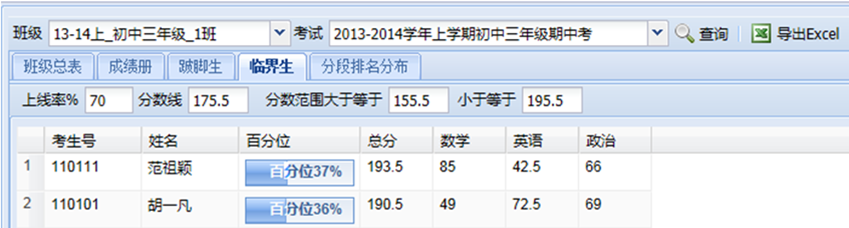 班级 13-14上_初中三年级_1班 考试 2013-2014学年上学期初中三年级期中考 查询 导出Excel
班级总表 成绩册 跛脚生 临界生 分段排名分布
上线率% 70 分数线 175.5 分数范围大于等于 155.5 小于等于 195.5
考生号 姓名 百分位 总分 数学 英语 政治
1 110111 范祖颖 百分位37% 193.5 85 42.5 66
2 110101 胡一凡 百分位36% 190.5 49 72.5 69